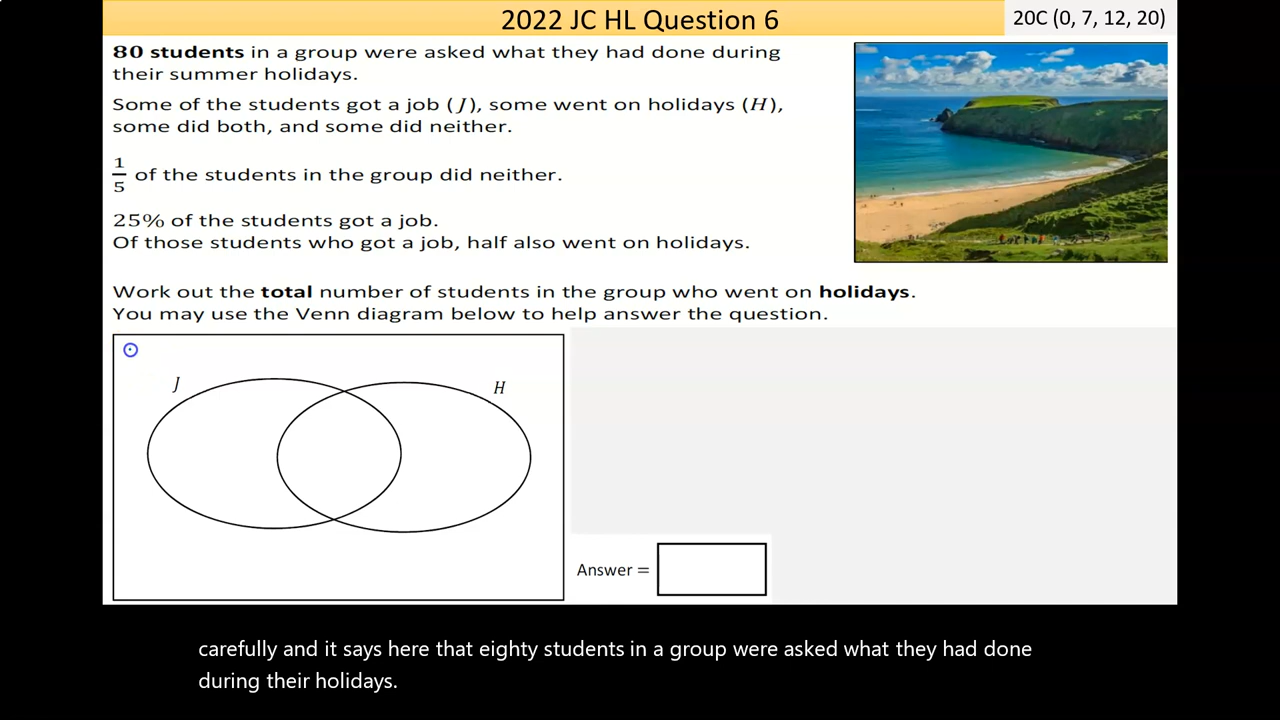 2022 JC HL Question 6
20C (0, 7, 12, 20)
80 students in a group were asked what they had done during
their summer holidays.
Some of the students got a job (J), some went on holidays (H),
some did both, and some did neither.
1/5 of the students in the group did neither.
25% of the students got a job.
Of those students who got a job, half also went on holidays.
Work out the total number of students in the group who went on holidays.
You may use the Venn diagram below to help answer the question.
J
H
Answer =
carefully and it says here that eighty students in a group were asked what they had done
during their holidays.